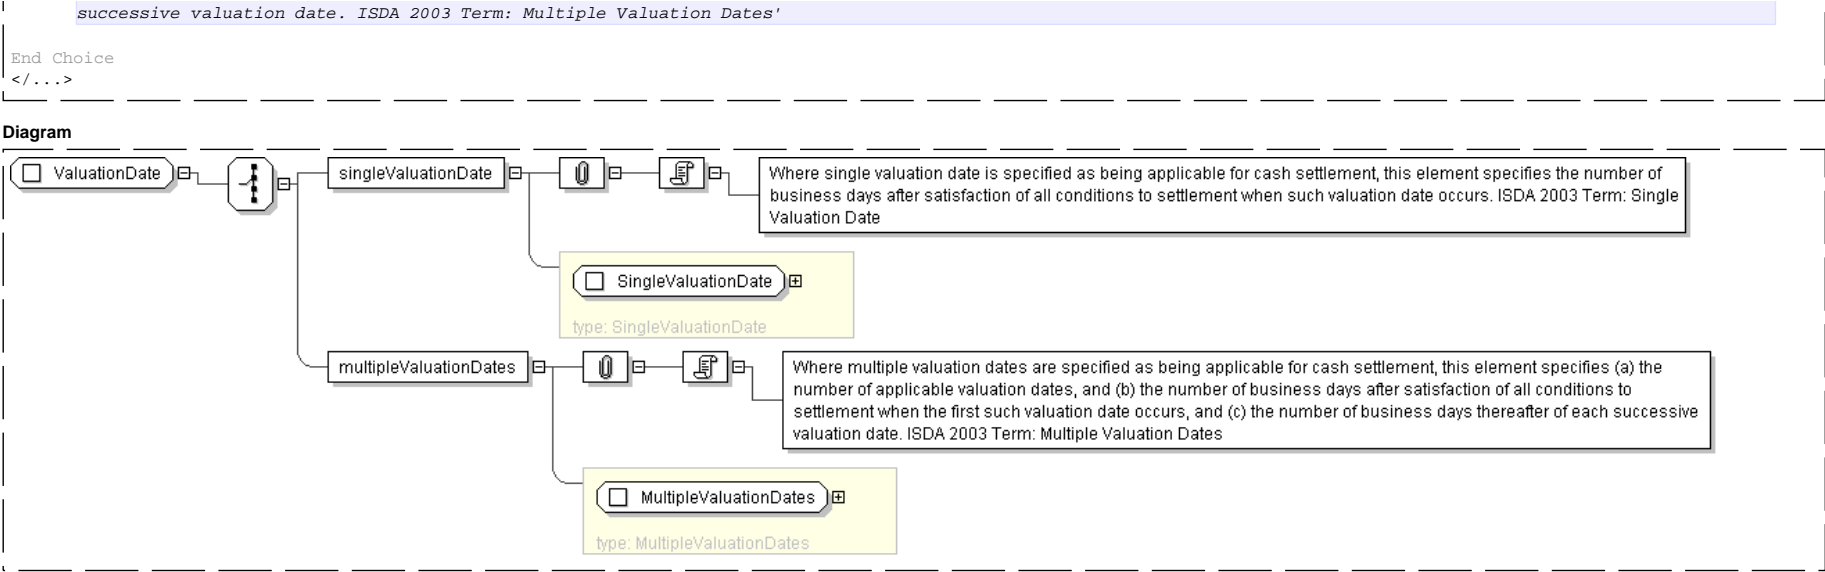 successive valuation date. ISDA 2003 Term: Multiple Valuation Dates'
End Choice
</...>
Diagram
ValuationDate
singleValuationDate
Where single valuation date is specified as being applicable for cash settlement, this element specifies the number of
business days after satisfaction of all conditions to settlement when such valuation date occurs. ISDA 2003 Term: Single
Valuation Date
SingleValuationDate
type: SingleValuationDate
multipleValuationDates
Where multiple valuation dates are specified as being applicable for cash settlement, this element specifies (a) the
number of applicable valuation dates, and (b) the number of business days after satisfaction of all conditions to
settlement when the first such valuation date occurs, and (c) the number of business days thereafter of each successive
valuation date. ISDA 2003 Term: Multiple Valuation Dates
MultipleValuationDates
type: MultipleValuationDates